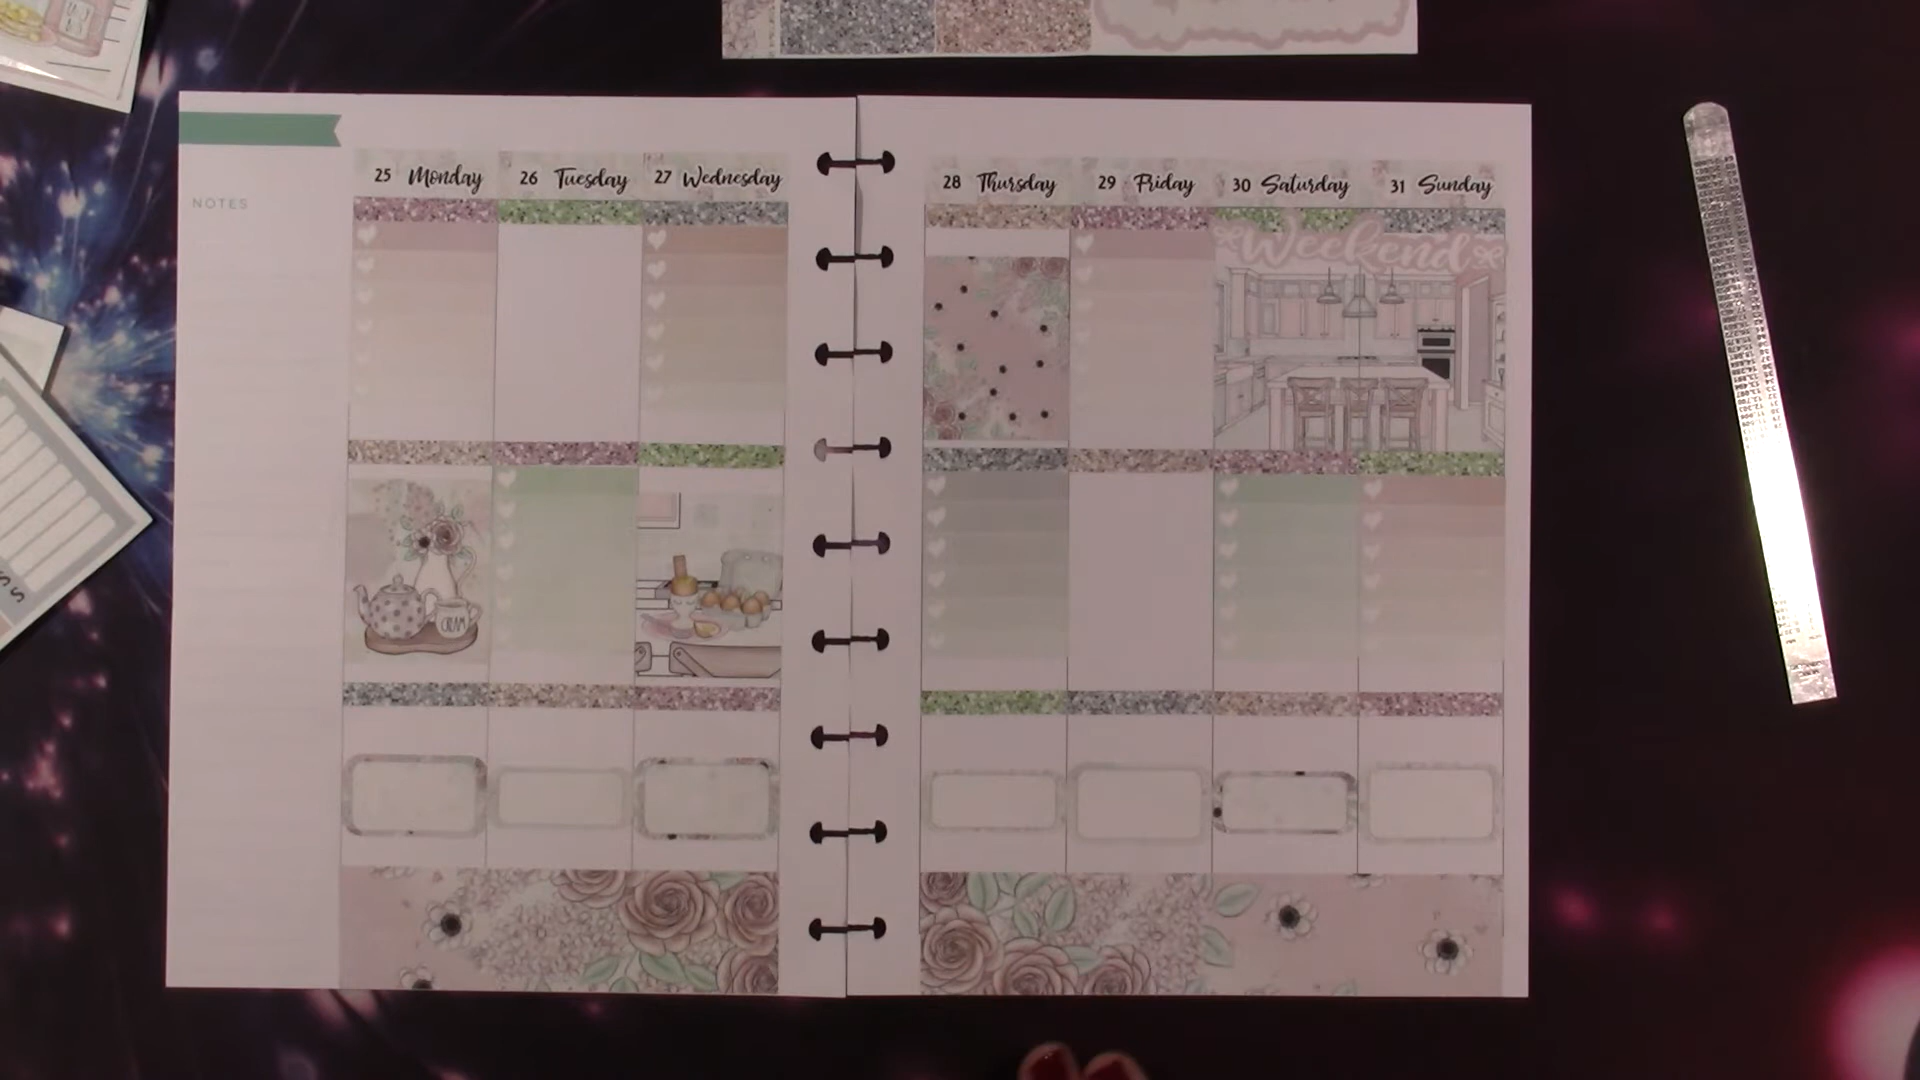 25 Monday
26 Tuesday
27 Wednesday
28 Thursday
29 Friday
30 Saturday
31 Sunday
NOTES
Weekend
CREAM